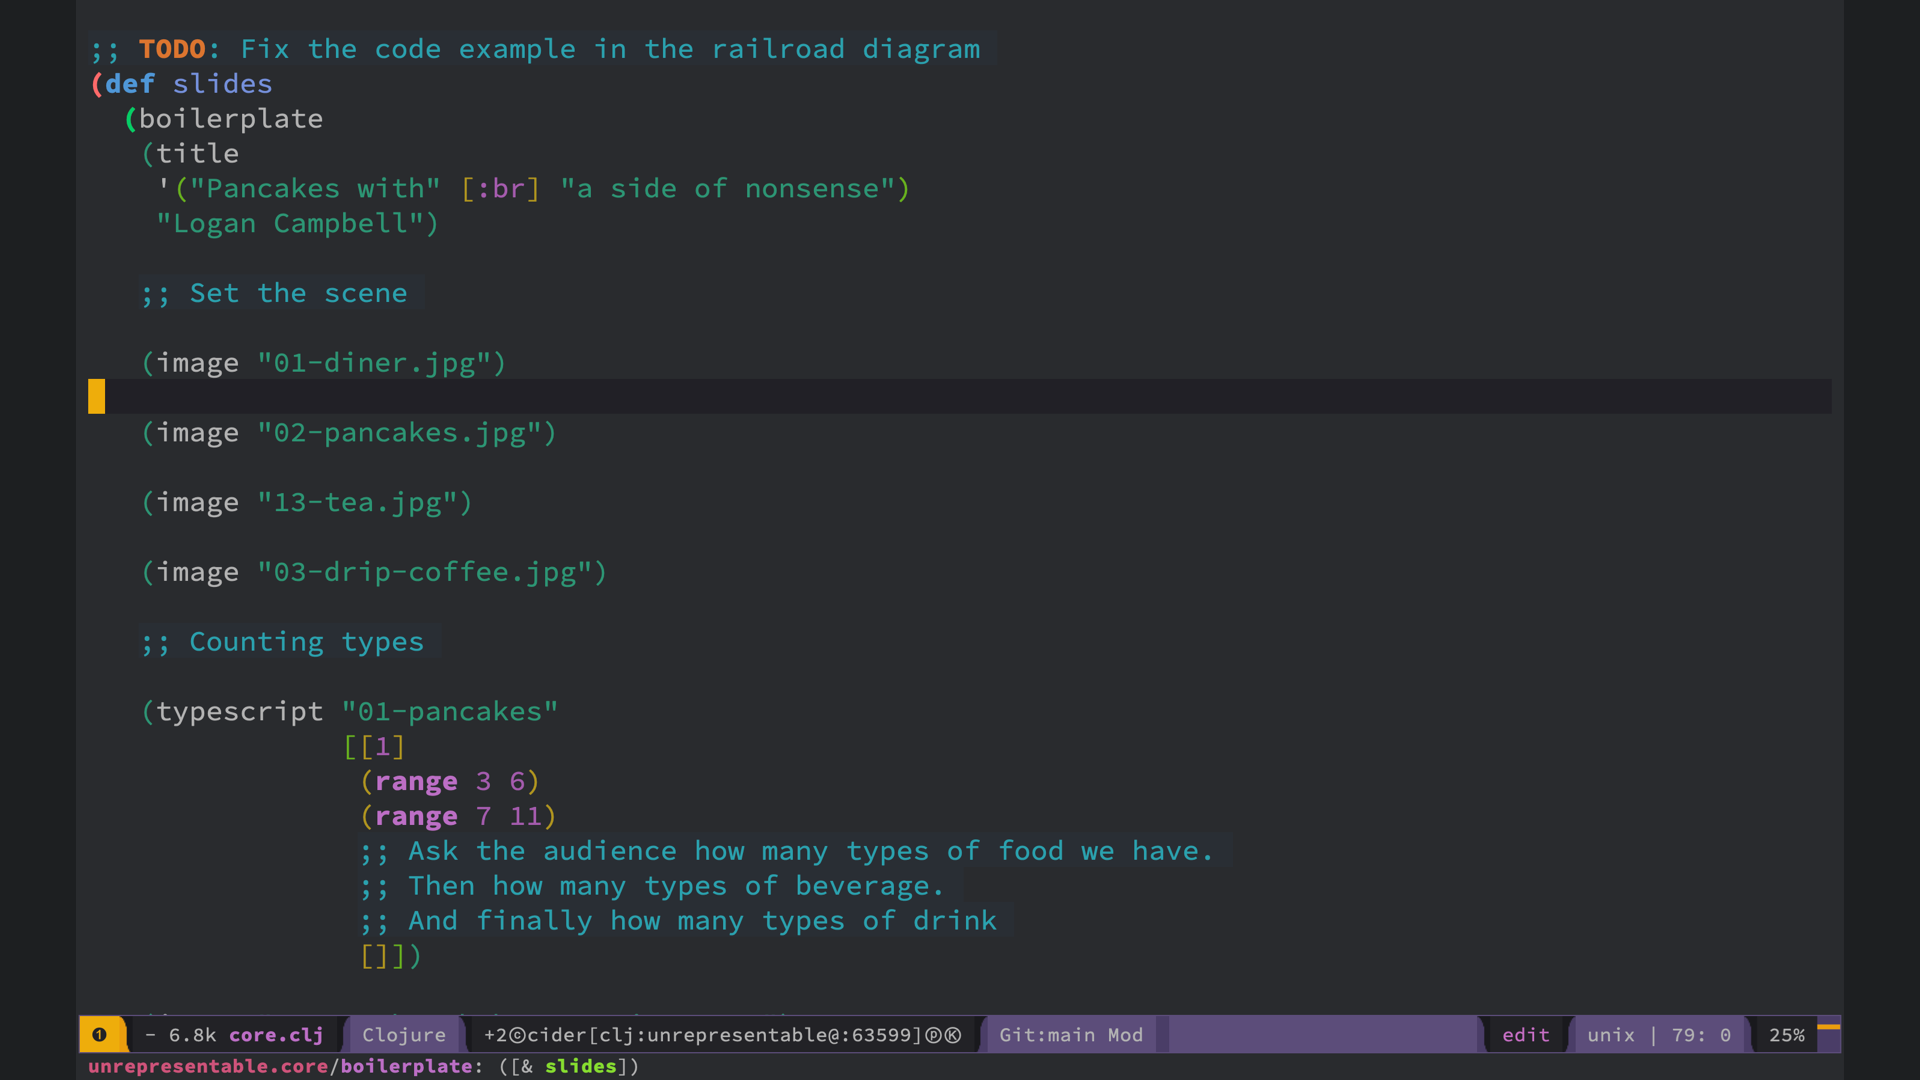 ;; TODO: Fix the code example in the railroad diagram
(def slides
(boilerplate
(title
'("Pancakes with" [:br] "a side of nonsense")
"Logan Campbell")
;; Set the scene
(image "01-diner.jpg")
(image "02-pancakes.jpg")
(image "13-tea.jpg")
(image "03-drip-coffee.jpg")
;; Counting types
(typescript "01-pancakes"
[[1]
(range 3 6)
(range 7 11)
;; Ask the audience how many types of food we have.
;; Then how many types of beverage.
;; And finally how many types of drink
[]])
❶ - 6.8k core.clj Clojure +2©cider[clj:unrepresentable@:63599]ⓟⓀ Git:main Mod edit unix | 79: 0 25%
unrepresentable.core/boilerplate: ([& slides])